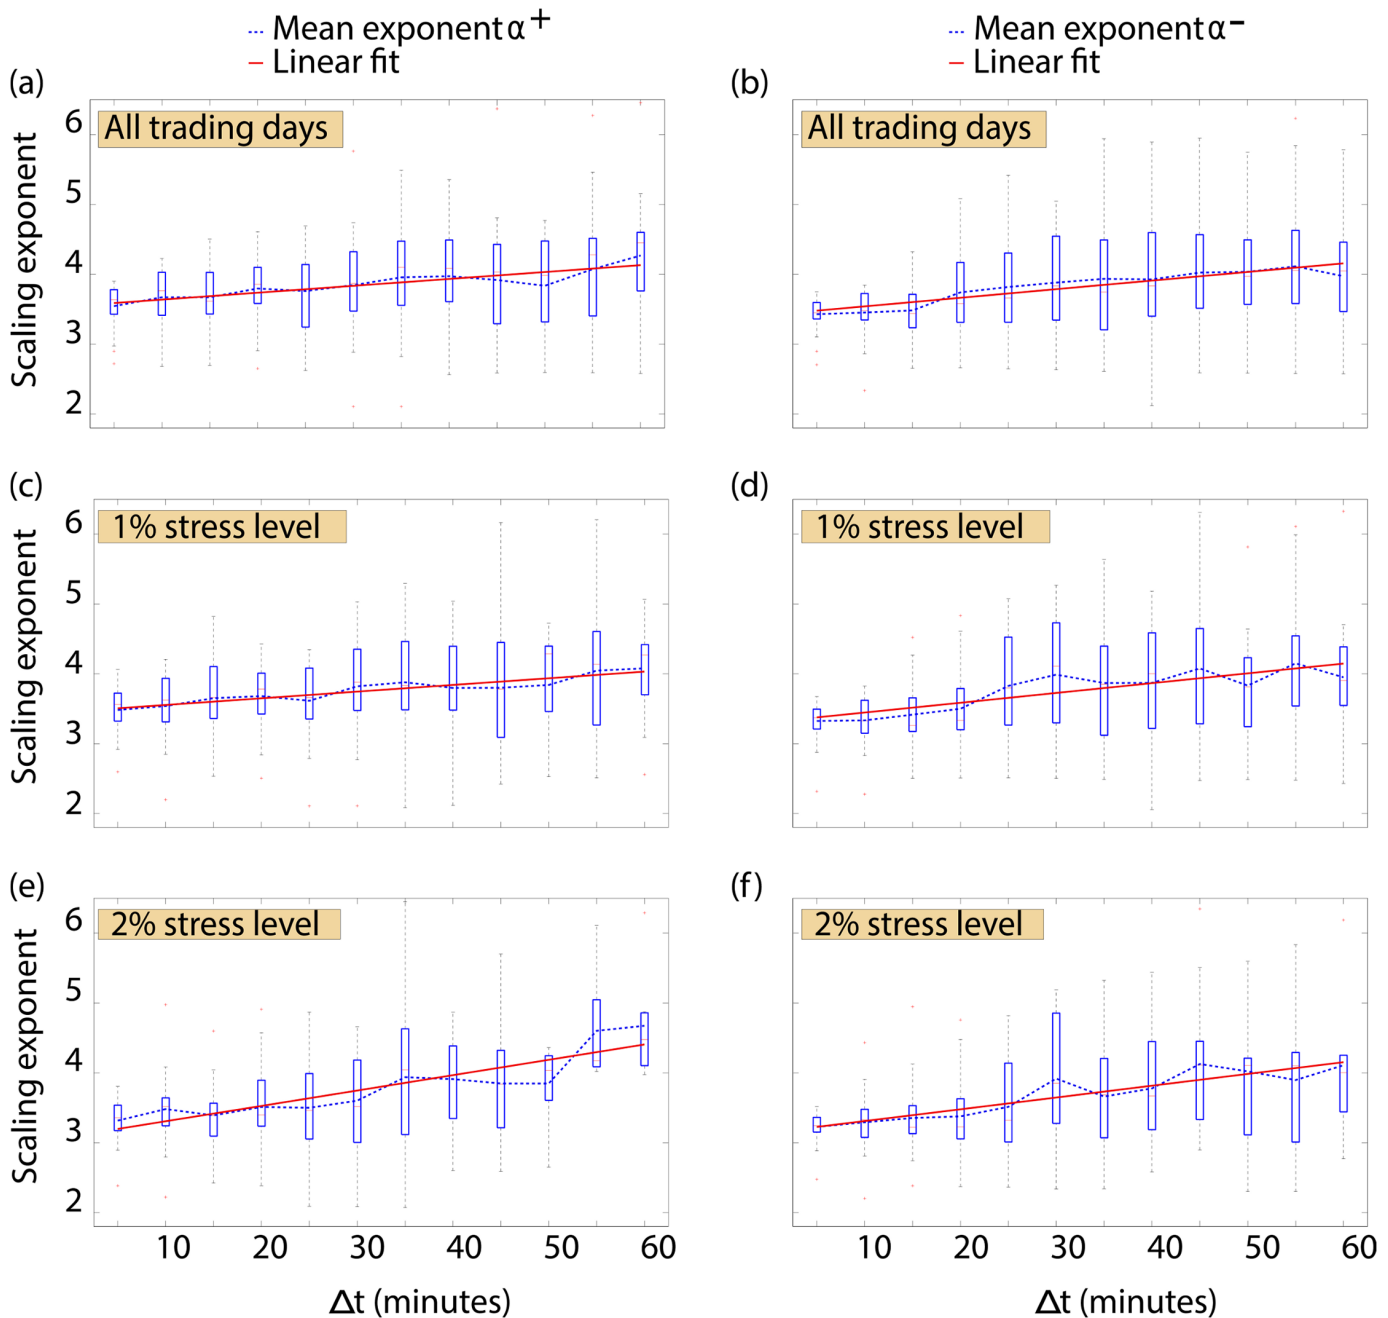 Mean exponent α+
Linear fit
Mean exponent α−
Linear fit
(a)
All trading days
Scaling exponent
6
5
4
3
2
(b)
All trading days
(c)
1% stress level
Scaling exponent
6
5
4
3
2
(d)
1% stress level
(e)
2% stress level
Scaling exponent
6
5
4
3
2
10 20 30 40 50 60
Δt (minutes)
(f)
2% stress level
10 20 30 40 50 60
Δt (minutes)